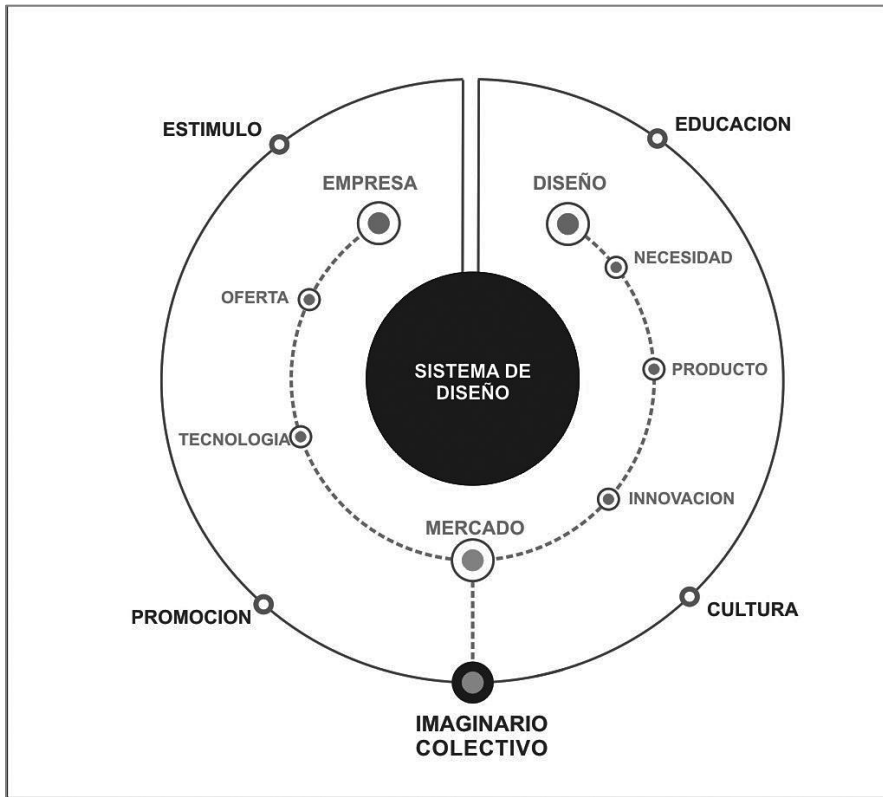 ESTIMULO
EDUCACION
EMPRESA
DISEÑO
NECESIDAD
OFERTA
SISTEMA DE
DISEÑO
PRODUCTO
TECNOLOGIA
INNOVACION
MERCADO
PROMOCION
CULTURA
IMAGINARIO
COLECTIVO